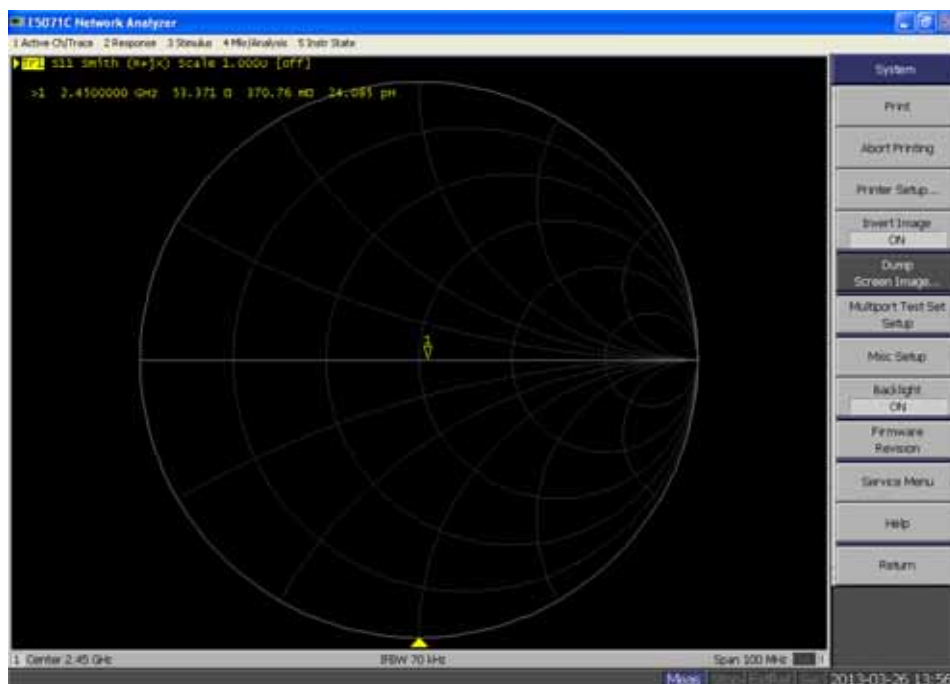 E5071C Network Analyzer
1 Active Ch/Trace 2 Response 3 Stimulus 4 Mkr/Analysis 5 Instr State
Tr1 S11 Smith (R+jX) Scale 1.000U [off]
>1 2.4500000 GHz 53.371 Ω 370.76 mΩ 24.085 pH
1
System
Print
Abort Printing
Printer Setup...
Invert Image
ON
Dump
Screen Image...
Multiport Test Set
Setup
Misc Setup
Backlight
ON
Firmware
Revision
Service Menu
Help
Return
1 Center 2.45 GHz IFBW 70 kHz Span 100 MHz
Meas
2013-03-26 13: